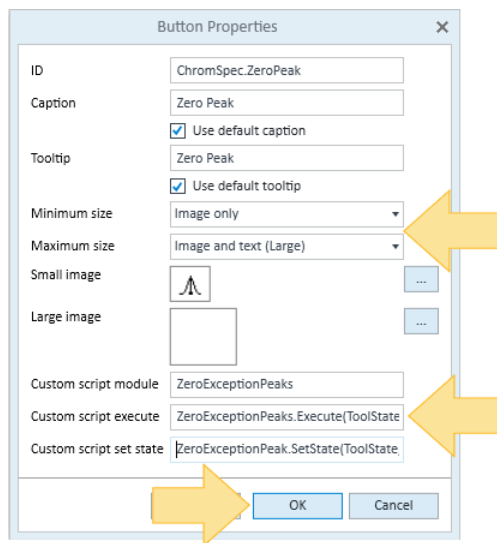 Button Properties
ID
ChromSpec.ZeroPeak
Caption
Zero Peak
Use default caption
Tooltip
Zero Peak
Use default tooltip
Minimum size
Image only
Maximum size
Image and text (Large)
Small image
...
Large image
...
Custom script module
ZeroExceptionPeaks
Custom script execute
ZeroExceptionPeaks.Execute(ToolState
Custom script set state
ZeroExceptionPeak.SetState(ToolState,
OK
Cancel